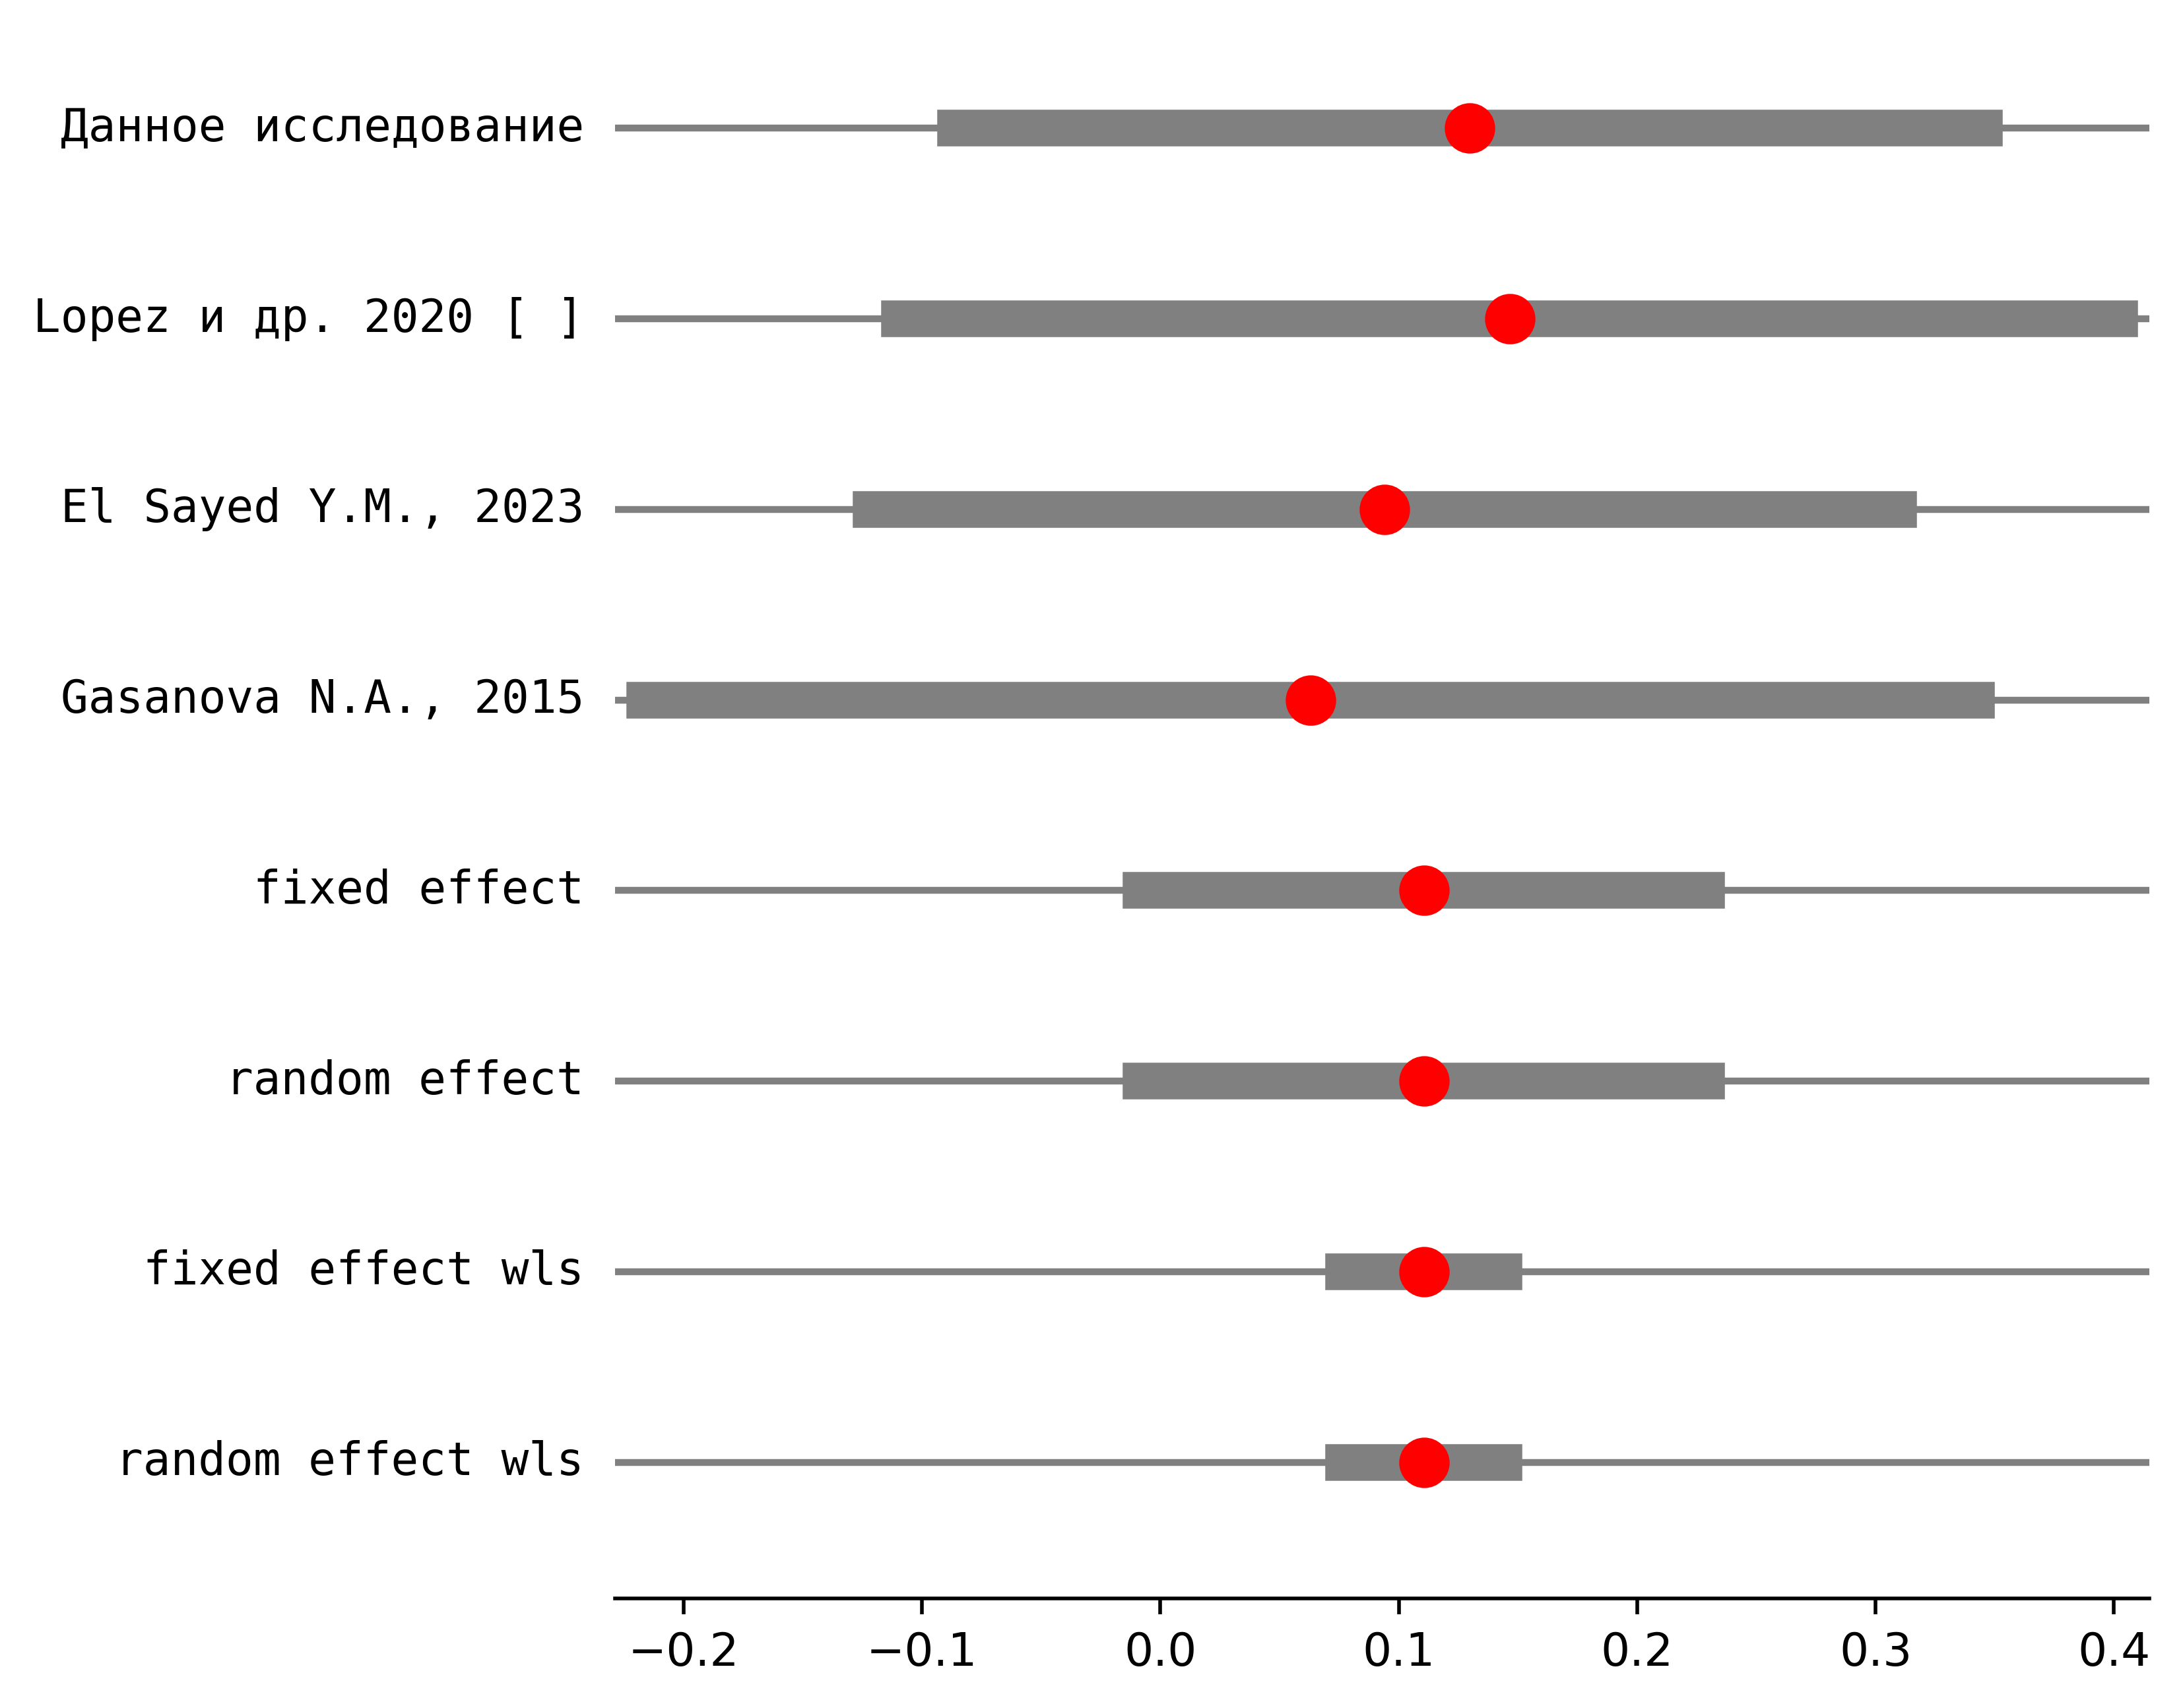 Данное исследование
Lopez и др. 2020 [ ]
El Sayed Y.M., 2023
Gasanova N.A., 2015
fixed effect
random effect
fixed effect wls
random effect wls
−0.2 −0.1 0.0 0.1 0.2 0.3 0.4